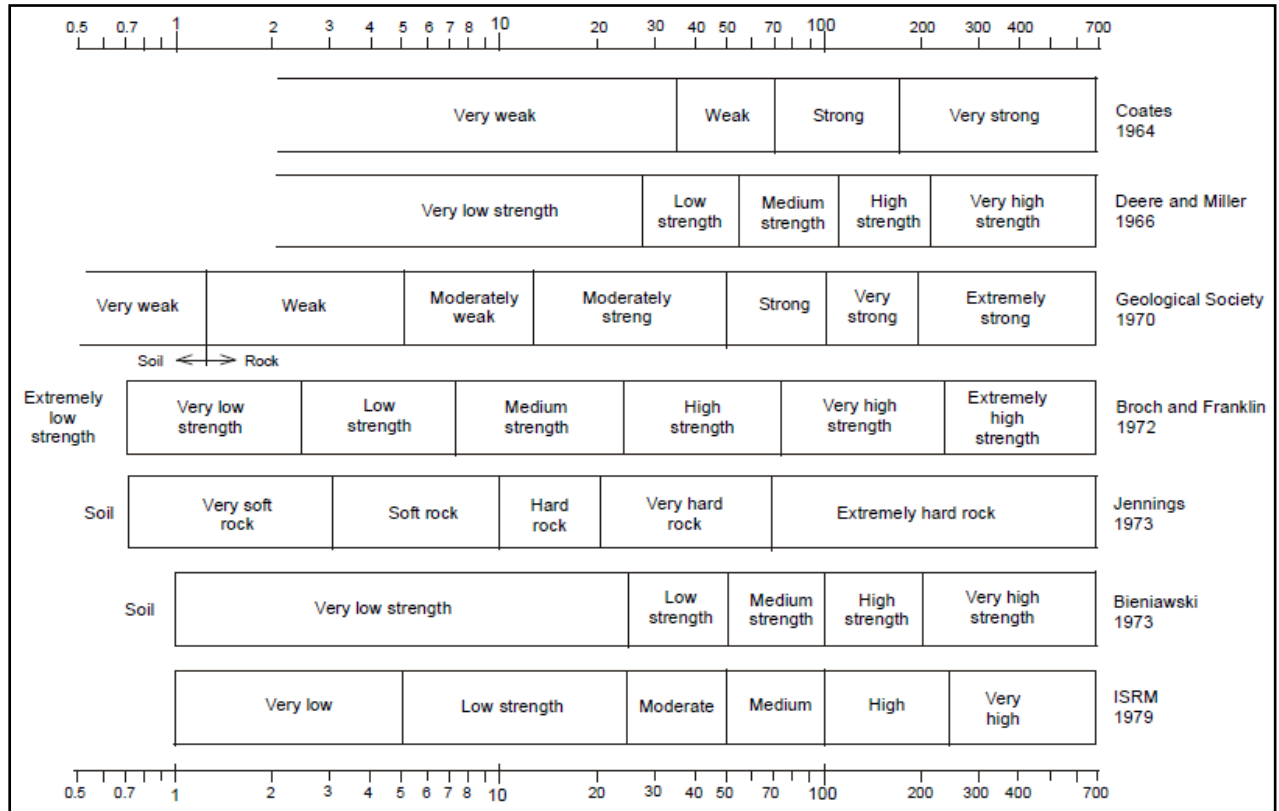 0.5 0.7 1 2 3 4 5 6 7 8 10 20 30 40 50 70 100 200 300 400 700
Very weak Weak Strong Very strong Coates
1964
Very low strength Low
strength Medium
strength High
strength Very high
strength Deere and Miller
1966
Very weak Weak Moderately
weak Moderately
streng Strong Very
strong Extremely
strong Geological Society
1970
Soil Rock
Extremely
low
strength Very low
strength Low
strength Medium
strength High
strength Very high
strength Extremely
high
strength Broch and Franklin
1972
Soil Very soft
rock Soft rock Hard
rock Very hard
rock Extremely hard rock Jennings
1973
Soil Very low strength Low
strength Medium
strength High
strength Very high
strength Bieniawski
1973
Very low Low strength Moderate Medium High Very
high ISRM
1979
0.5 0.7 1 2 3 4 5 6 7 8 10 20 30 40 50 70 100 200 300 400 700